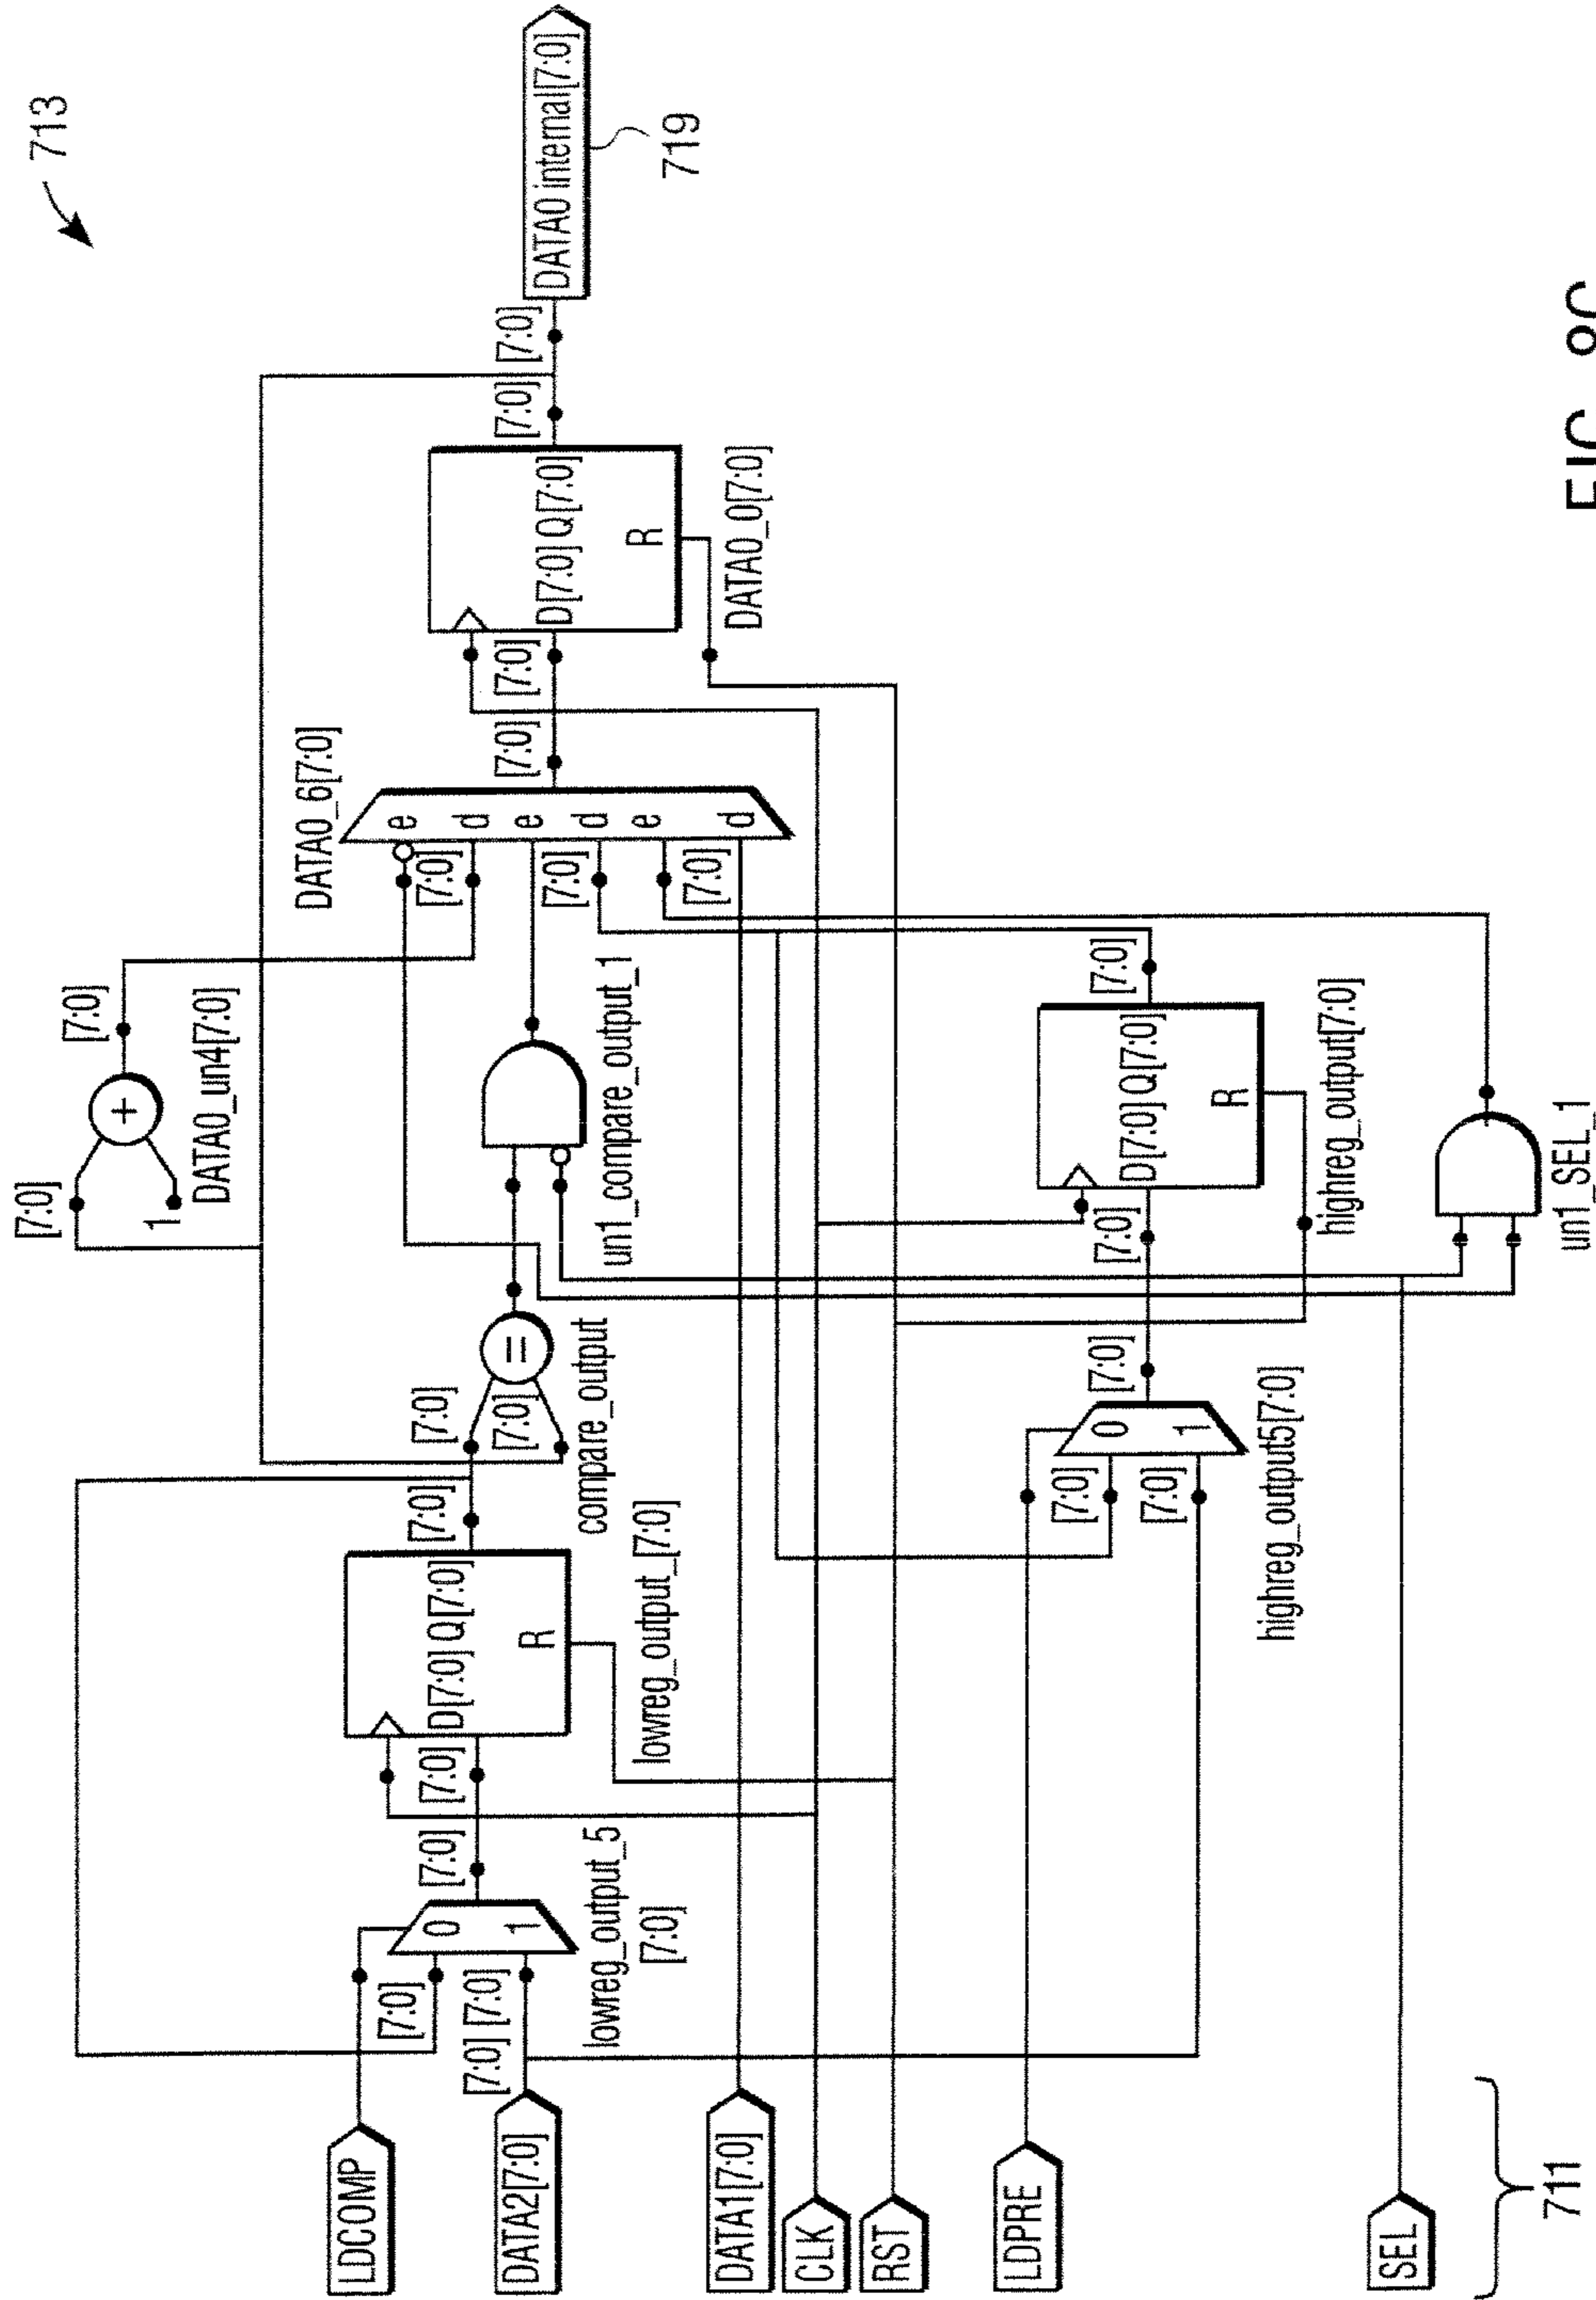 713
DATA0 internal[7:0]
719
[7:0]
[7:0]
D[7:0] Q[7:0]
R
DATA0_0[7:0]
[7:0]
[7:0]
DATA0_6[7:0]
e
d
e
d
e
d
[7:0]
[7:0]
[7:0]
[7:0]
+
[7:0]
1
DATA0_un4[7:0]
un1_compare_output_1
=
[7:0]
[7:0]
compare_output
[7:0]
D[7:0] Q[7:0]
R
lowreg_output_[7:0]
[7:0]
[7:0]
0
1
lowreg_output_5
[7:0]
[7:0]
[7:0]
[7:0]
[7:0]
D[7:0] Q[7:0]
R
highreg_output[7:0]
[7:0]
[7:0]
0
1
[7:0]
[7:0]
highreg_output5[7:0]
un1_SEL_1
LDCOMP
DATA2[7:0]
DATA1[7:0]
CLK
RST
LDPRE
SEL
711